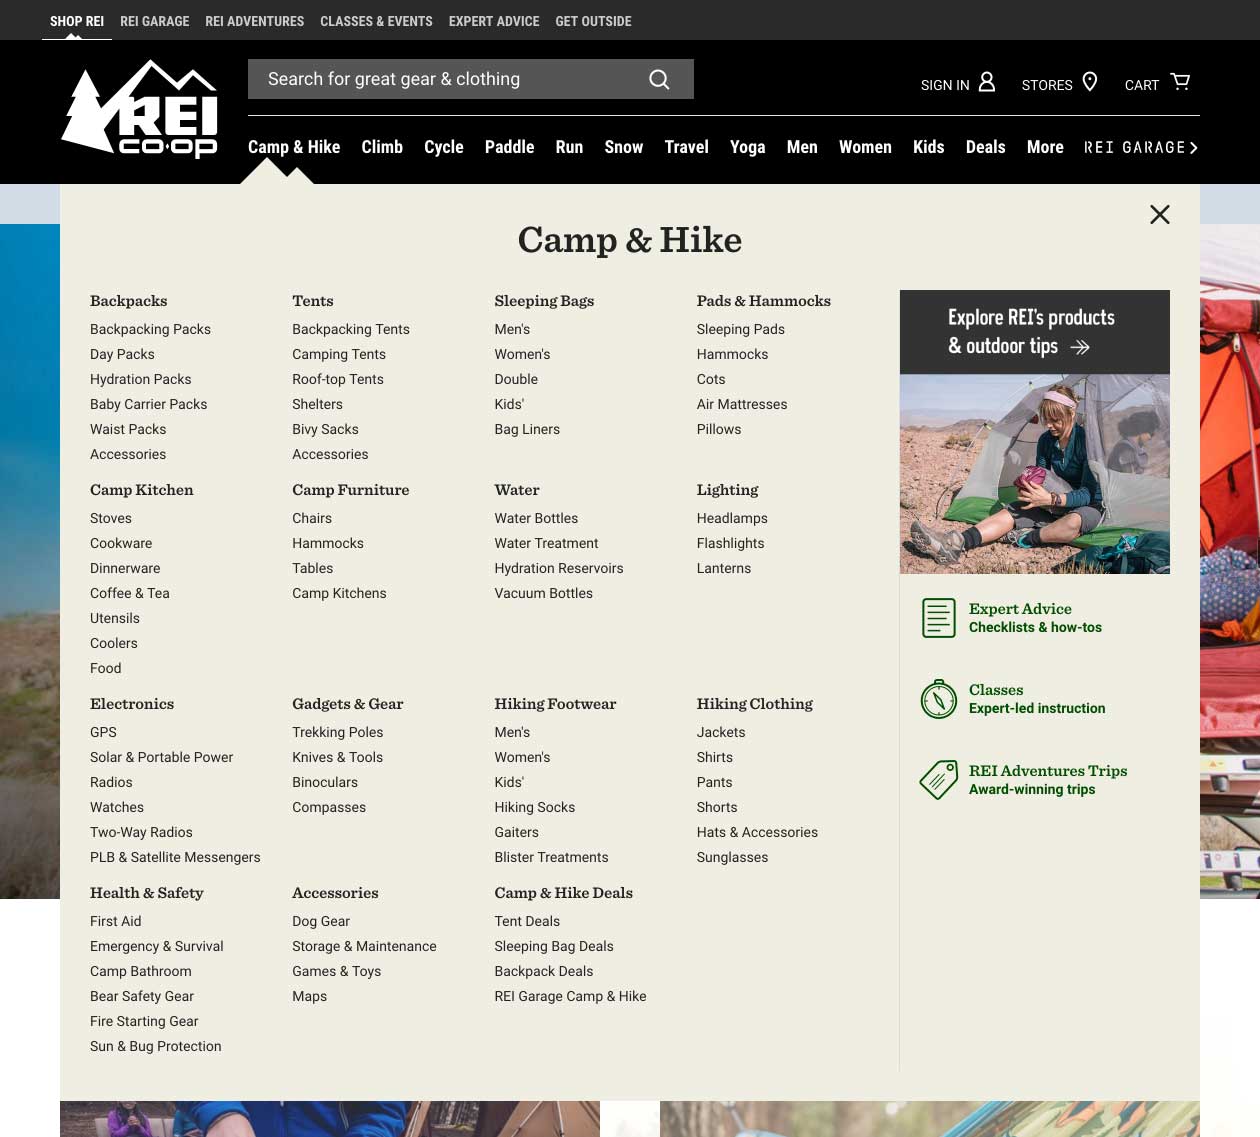 SHOP REI REI GARAGE REI ADVENTURES CLASSES & EVENTS EXPERT ADVICE GET OUTSIDE
REI
CO·OP
Search for great gear & clothing
SIGN IN STORES CART
Camp & Hike Climb Cycle Paddle Run Snow Travel Yoga Men Women Kids Deals More REI GARAGE
Camp & Hike
Backpacks
Backpacking Packs
Day Packs
Hydration Packs
Baby Carrier Packs
Waist Packs
Accessories
Tents
Backpacking Tents
Camping Tents
Roof-top Tents
Shelters
Bivy Sacks
Accessories
Sleeping Bags
Men's
Women's
Double
Kids'
Bag Liners
Pads & Hammocks
Sleeping Pads
Hammocks
Cots
Air Mattresses
Pillows
Camp Kitchen
Stoves
Cookware
Dinnerware
Coffee & Tea
Utensils
Coolers
Food
Camp Furniture
Chairs
Hammocks
Tables
Camp Kitchens
Water
Water Bottles
Water Treatment
Hydration Reservoirs
Vacuum Bottles
Lighting
Headlamps
Flashlights
Lanterns
Electronics
GPS
Solar & Portable Power
Radios
Watches
Two-Way Radios
PLB & Satellite Messengers
Gadgets & Gear
Trekking Poles
Knives & Tools
Binoculars
Compasses
Hiking Footwear
Men's
Women's
Kids'
Hiking Socks
Gaiters
Blister Treatments
Hiking Clothing
Jackets
Shirts
Pants
Shorts
Hats & Accessories
Sunglasses
Health & Safety
First Aid
Emergency & Survival
Camp Bathroom
Bear Safety Gear
Fire Starting Gear
Sun & Bug Protection
Accessories
Dog Gear
Storage & Maintenance
Games & Toys
Maps
Camp & Hike Deals
Tent Deals
Sleeping Bag Deals
Backpack Deals
REI Garage Camp & Hike
Explore REI's products
& outdoor tips
Expert Advice
Checklists & how-tos
Classes
Expert-led instruction
REI Adventures Trips
Award-winning trips